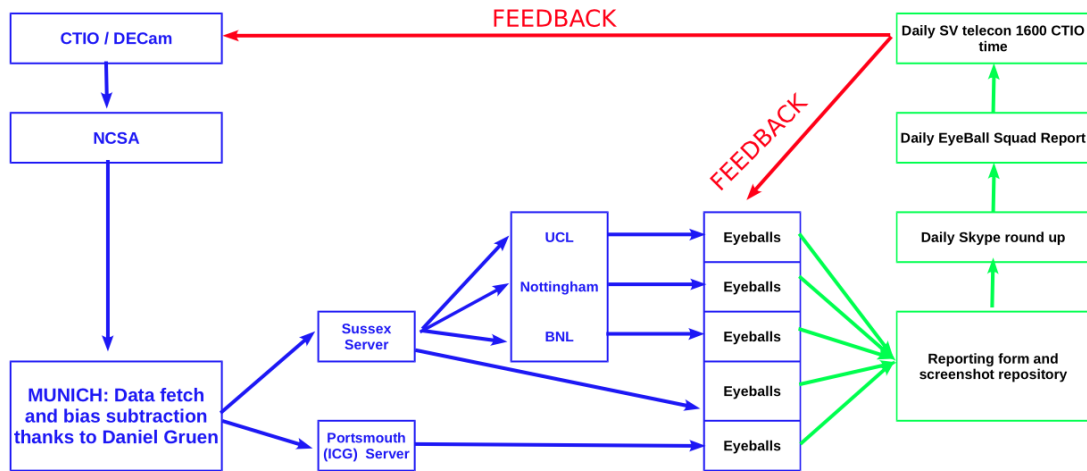 FEEDBACK
CTIO / DECam
Daily SV telecon 1600 CTIO
time
NCSA
Daily EyeBall Squad Report
FEEDBACK
UCL
Eyeballs
Daily Skype round up
Nottingham
Eyeballs
Sussex
Server
BNL
Eyeballs
Reporting form and
screenshot repository
MUNICH: Data fetch
and bias subtraction
thanks to Daniel Gruen
Eyeballs
Portsmouth
(ICG)  Server
Eyeballs